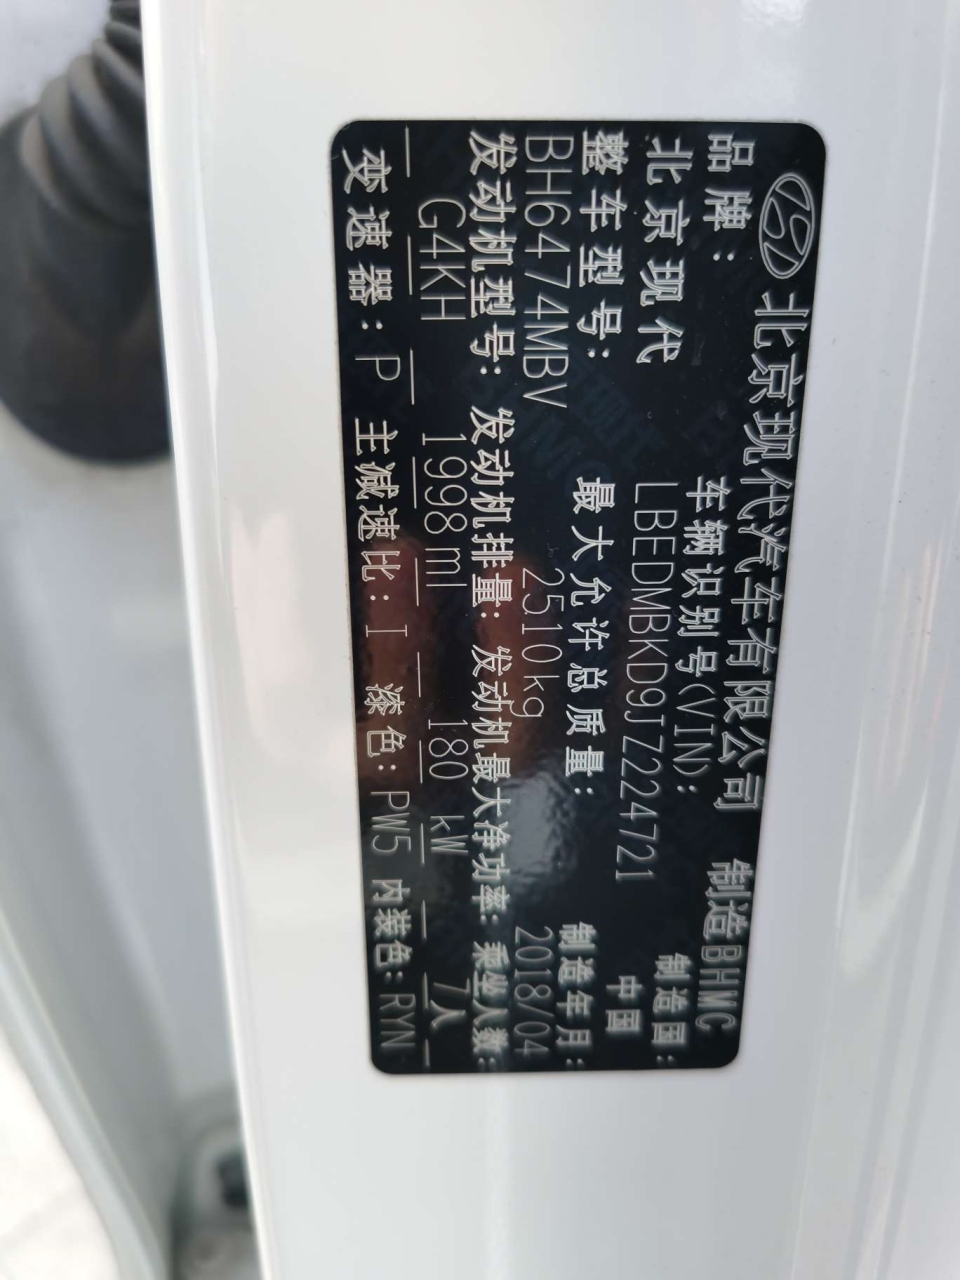 北京现代汽车有限公司 制造BHMC
品牌: 车辆识别号(VIN): 制造国:
北京现代 LBEDMBKD9JZ224721 中国
整车型号: 最大允许总质量: 制造年月:
BH6474MBV 2510kg 2018/04
发动机型号: 发动机排量: 发动机最大净功率: 乘坐人数:
G4KH 1998ml 180 kW 7人
变速器: P 主减速比: I 漆色: PW5 内装色: RYN